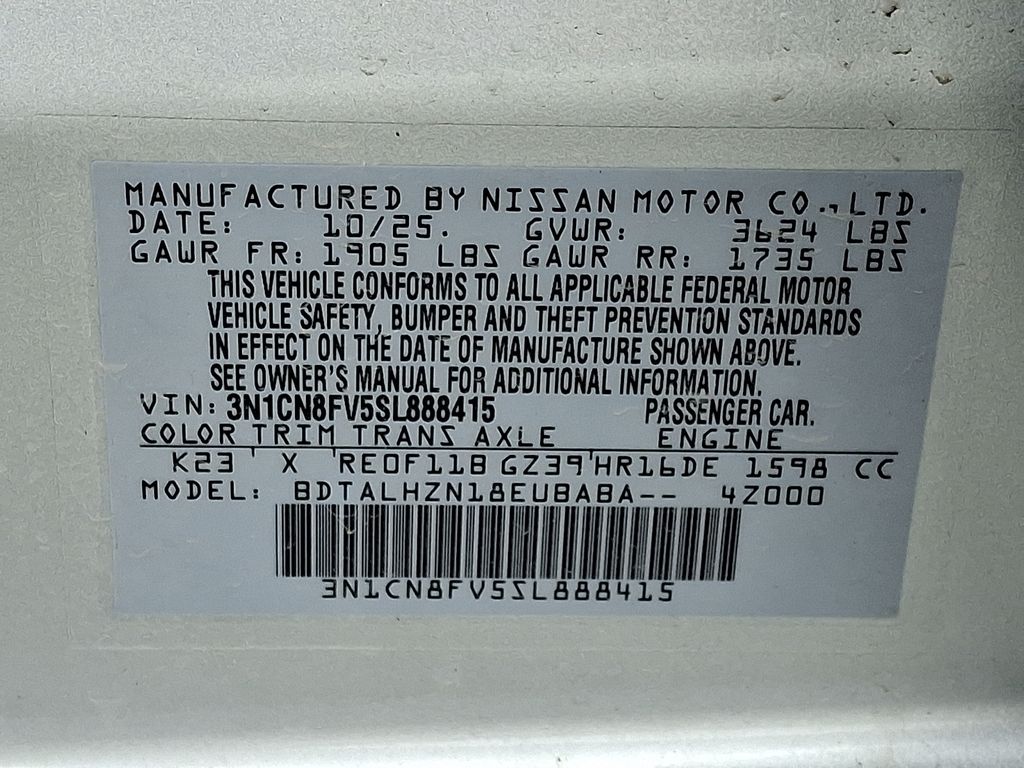 MANUFACTURED BY NISSAN MOTOR CO., LTD.
DATE: 10/25. GVWR: 3624 LBS
GAWR FR: 1905 LBS GAWR RR: 1735 LBS
THIS VEHICLE CONFORMS TO ALL APPLICABLE FEDERAL MOTOR
VEHICLE SAFETY, BUMPER AND THEFT PREVENTION STANDARDS
IN EFFECT ON THE DATE OF MANUFACTURE SHOWN ABOVE.
SEE OWNER'S MANUAL FOR ADDITIONAL INFORMATION.
VIN: 3N1CN8FV5SL888415 PASSENGER CAR.
COLOR TRIM TRANS AXLE ENGINE
K23 ' X 'RE0F11B GZ39'HR16DE 1598 CC
MODEL: BDTALHZN18EUBABA-- 4Z000
3N1CN8FV5SL888415